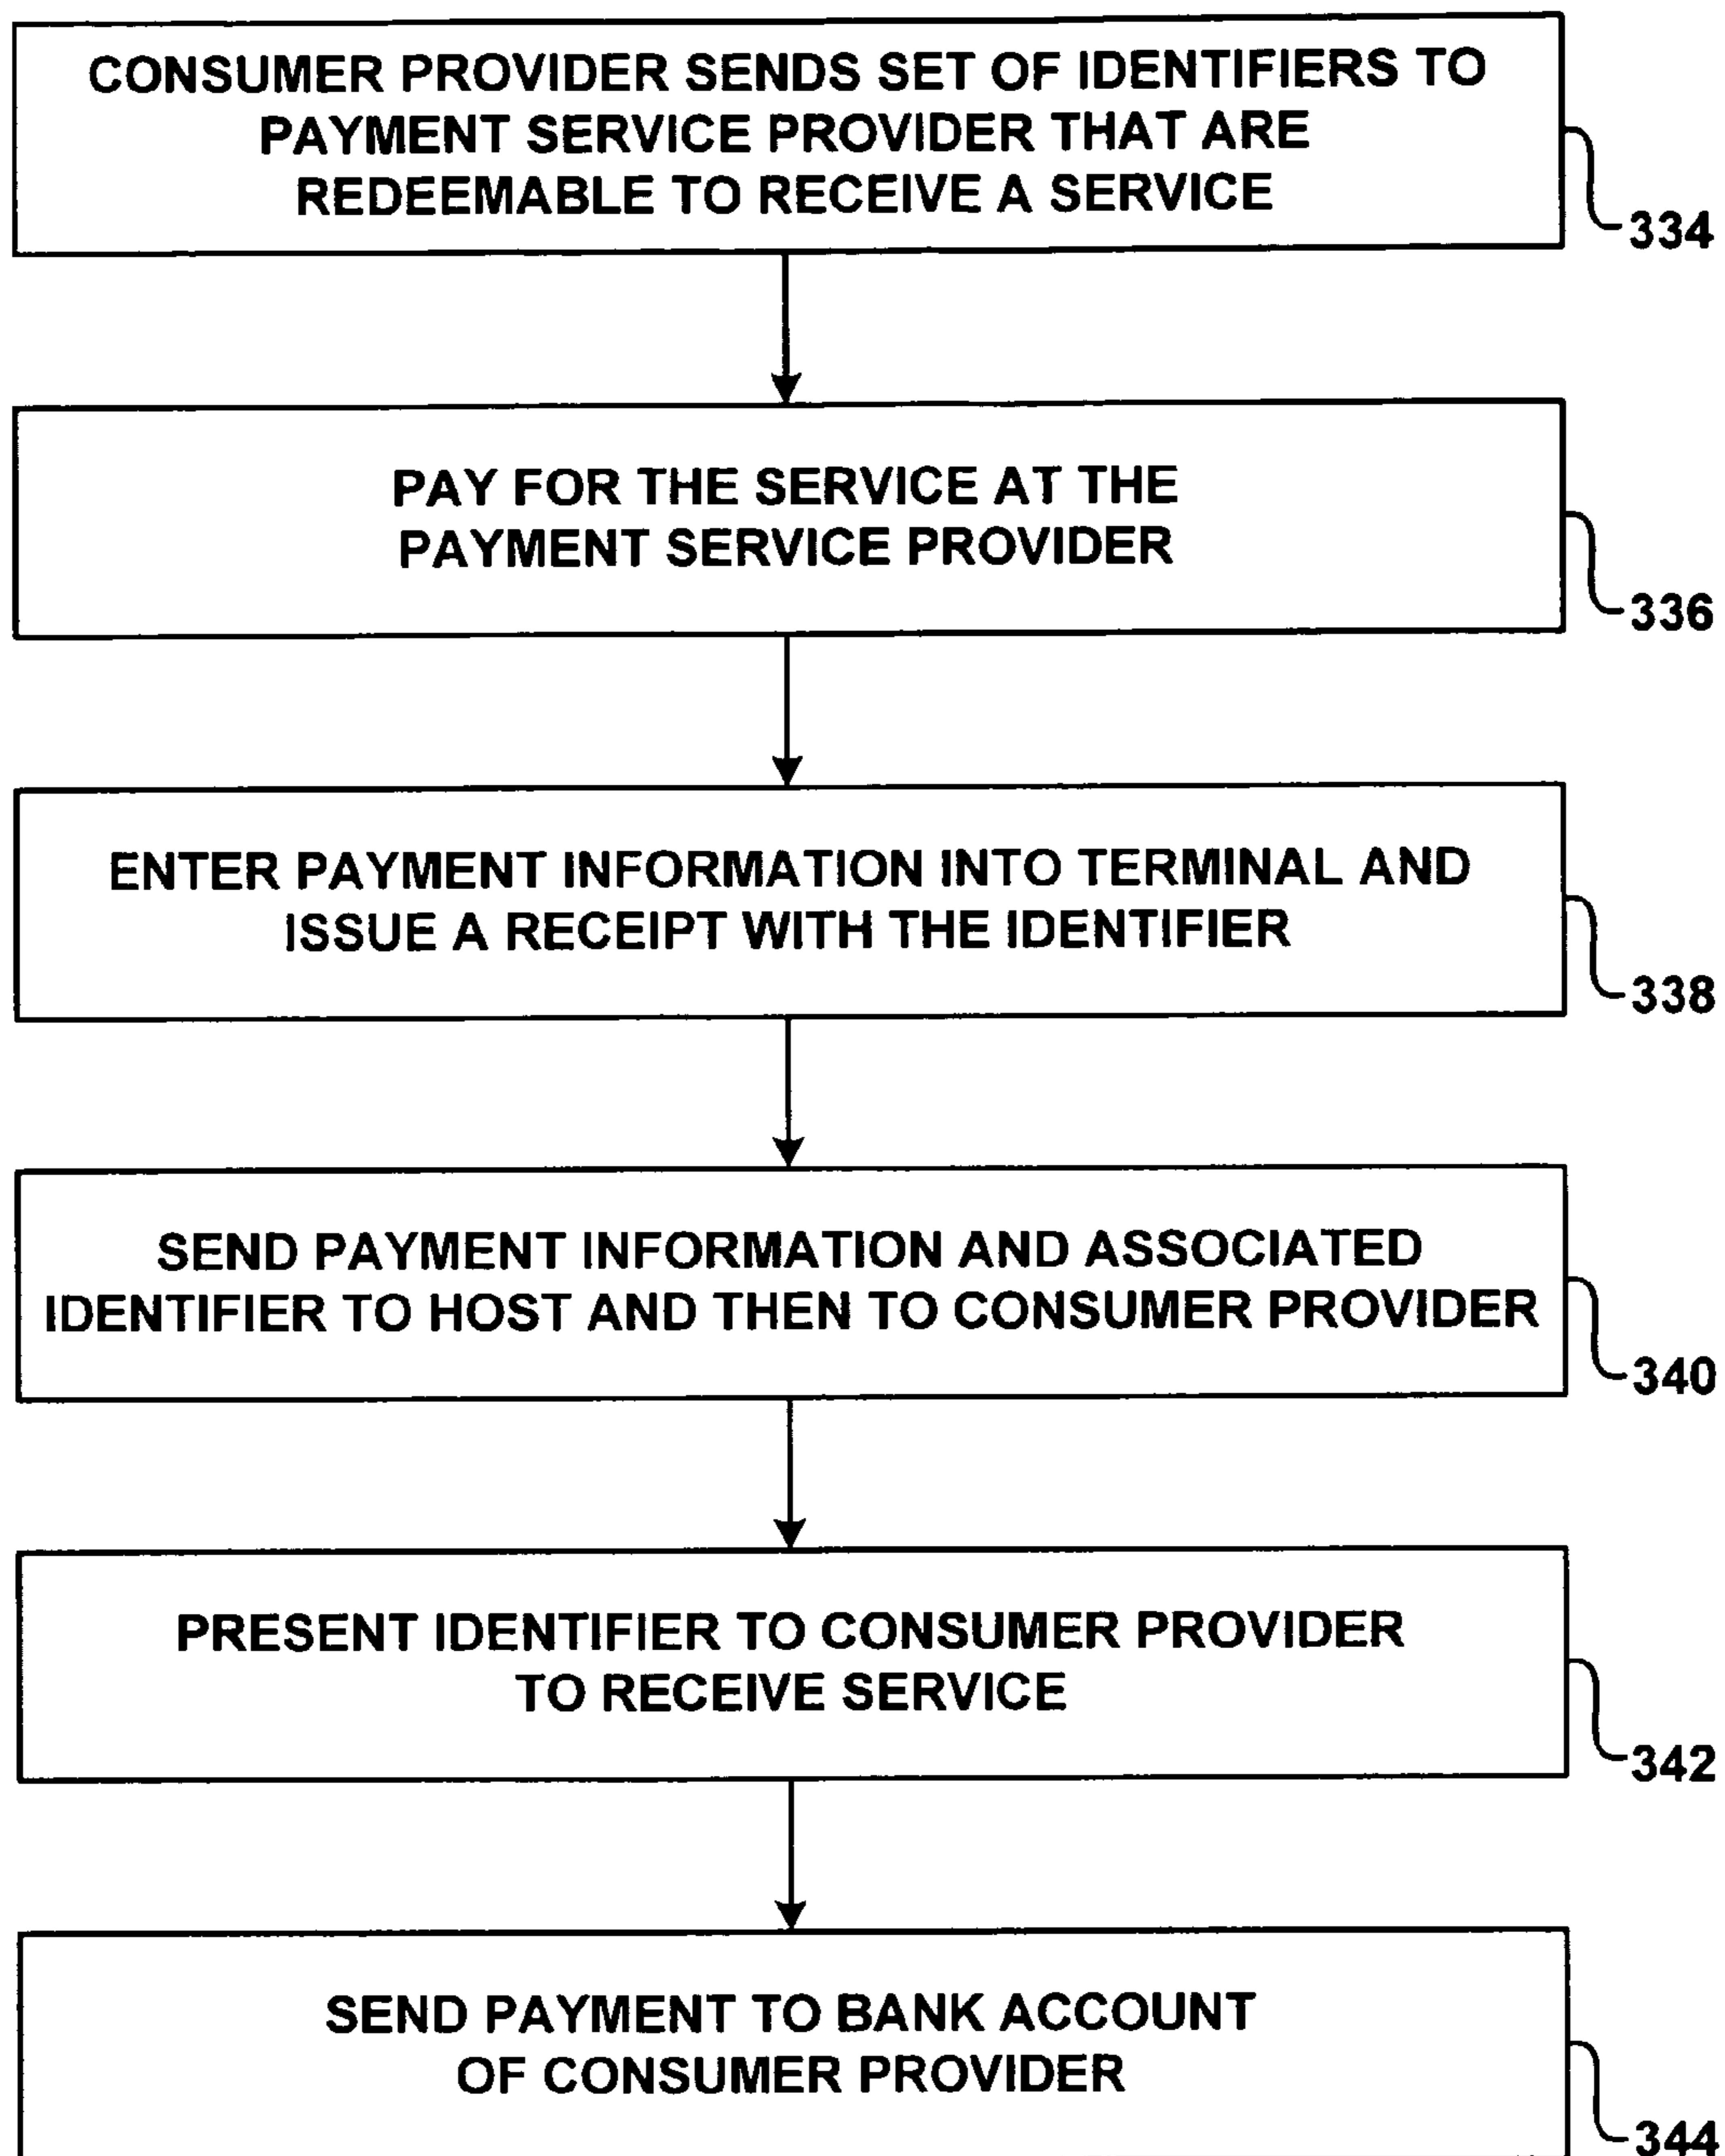 CONSUMER PROVIDER SENDS SET OF IDENTIFIERS TO
PAYMENT SERVICE PROVIDER THAT ARE
REDEEMABLE TO RECEIVE A SERVICE
334
PAY FOR THE SERVICE AT THE
PAYMENT SERVICE PROVIDER
336
ENTER PAYMENT INFORMATION INTO TERMINAL AND
ISSUE A RECEIPT WITH THE IDENTIFIER
338
SEND PAYMENT INFORMATION AND ASSOCIATED
IDENTIFIER TO HOST AND THEN TO CONSUMER PROVIDER
340
PRESENT IDENTIFIER TO CONSUMER PROVIDER
TO RECEIVE SERVICE
342
SEND PAYMENT TO BANK ACCOUNT
OF CONSUMER PROVIDER
344